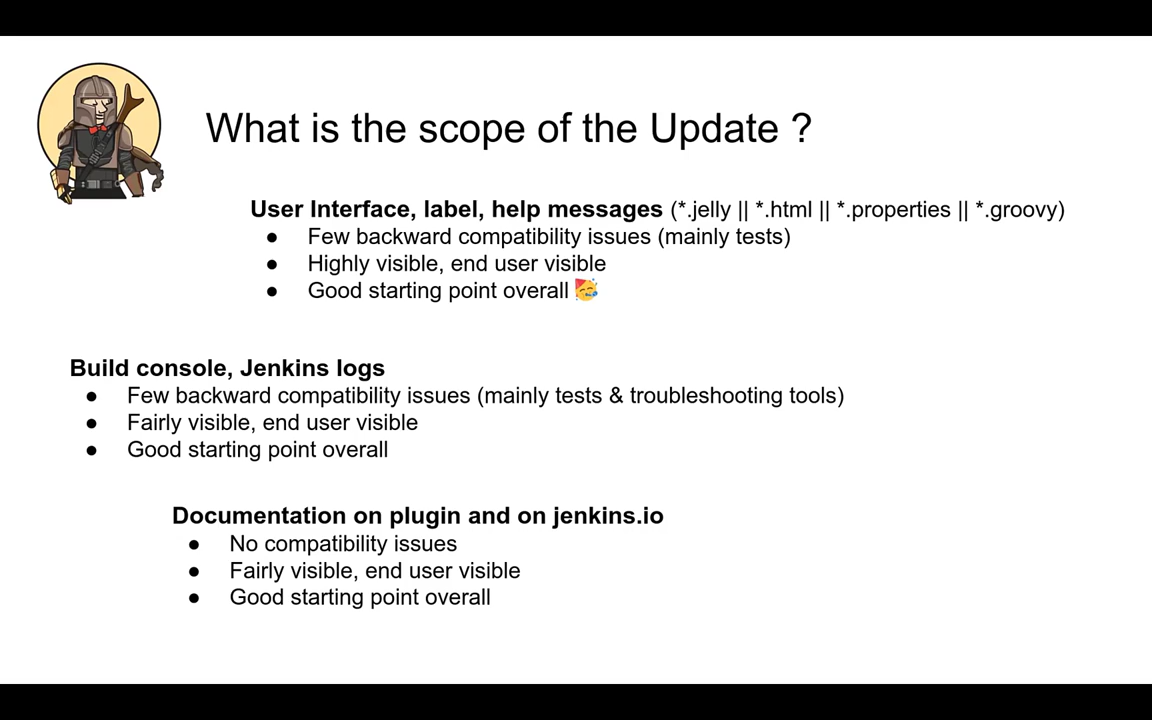 What is the scope of the Update ?
User Interface, label, help messages (*.jelly || *.html || *.properties || *.groovy)
● Few backward compatibility issues (mainly tests)
● Highly visible, end user visible
● Good starting point overall 🥳
Build console, Jenkins logs
● Few backward compatibility issues (mainly tests & troubleshooting tools)
● Fairly visible, end user visible
● Good starting point overall
Documentation on plugin and on jenkins.io
● No compatibility issues
● Fairly visible, end user visible
● Good starting point overall